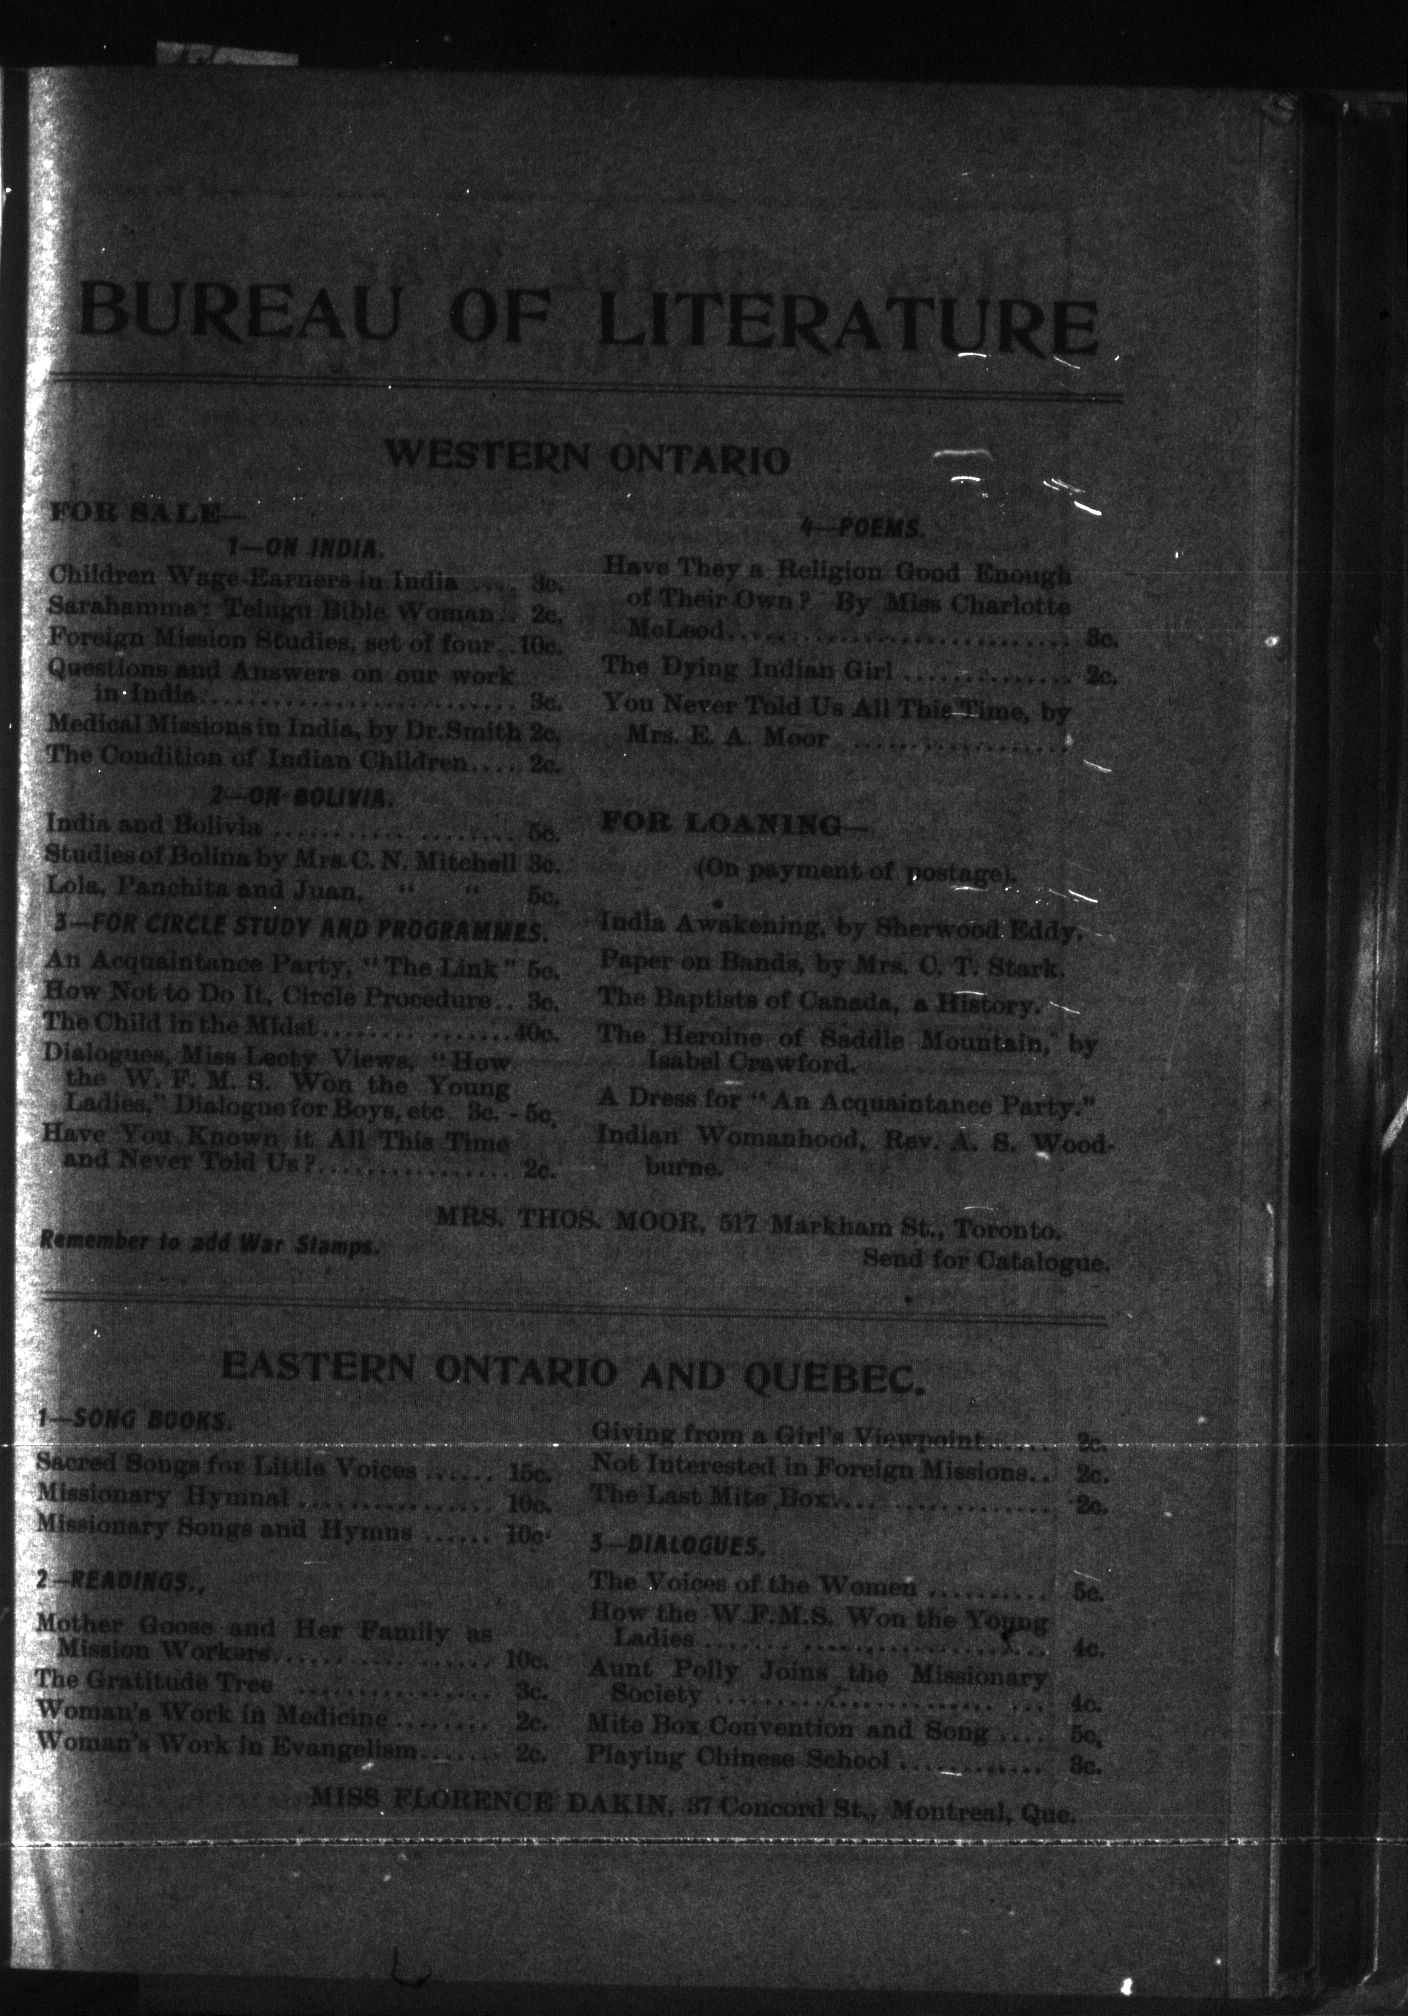 BUREAU OF LITERATURE
WESTERN ONTARIO
FOR SALE—
1—ON INDIA.
Children Wage-Earners in India .... 3c.
Sarahamma: Telugu Bible Woman.. 2c.
Foreign Mission Studies, set of four..10c.
Questions and Answers on our work
in India........................... 3c.
Medical Missions in India, by Dr. Smith 2c.
The Condition of Indian Children.... 2c.
2—ON BOLIVIA.
India and Bolivia ..................... 5c.
Studies of Bolina by Mrs. C. N. Mitchell 3c.
Lola, Panchita and Juan, " " 5c.
3—FOR CIRCLE STUDY AND PROGRAMMES.
An Acquaintance Party, "The Link" 5c.
How Not to Do It, Circle Procedure.. 3c.
The Child in the Midst.................40c.
Dialogues, Miss Lecty Views, "How
the W. F. M. S. Won the Young
Ladies," Dialogue for Boys, etc. 3c. - 5c.
Have You Known it All This Time
and Never Told Us?................. 2c.
4—POEMS.
Have They a Religion Good Enough
of Their Own? By Miss Charlotte
McLeod............................. 3c.
The Dying Indian Girl .............. 2c.
You Never Told Us All This Time, by
Mrs. E. A. Moor ...................
FOR LOANING—
(On payment of postage).
India Awakening, by Sherwood Eddy.
Paper on Bands, by Mrs. C. T. Stark.
The Baptists of Canada, a History.
The Heroine of Saddle Mountain, by
Isabel Crawford.
A Dress for "An Acquaintance Party."
Indian Womanhood, Rev. A. S. Wood-
burne.
MRS. THOS. MOOR, 517 Markham St., Toronto.
Remember to add War Stamps.
Send for Catalogue.
EASTERN ONTARIO AND QUEBEC.
1—SONG BOOKS.
Sacred Songs for Little Voices ...... 15c.
Missionary Hymnal ................. 10c.
Missionary Songs and Hymns ...... 10c.
2—READINGS..
Mother Goose and Her Family as
Mission Workers.................... 10c.
The Gratitude Tree ................ 3c.
Woman's Work in Medicine ........ 2c.
Woman's Work in Evangelism....... 2c.
Giving from a Girl's Viewpoint...... 2c.
Not Interested in Foreign Missions.. 2c.
The Last Mite Box.................. 2c.
3—DIALOGUES.
The Voices of the Women .......... 5c.
How the W.F.M.S. Won the Young
Ladies ............................. 4c.
Aunt Polly Joins the Missionary
Society ............................ 4c.
Mite Box Convention and Song .... 5c.
Playing Chinese School ............ 3c.
MISS FLORENCE DAKIN, 37 Concord St., Montreal, Que.